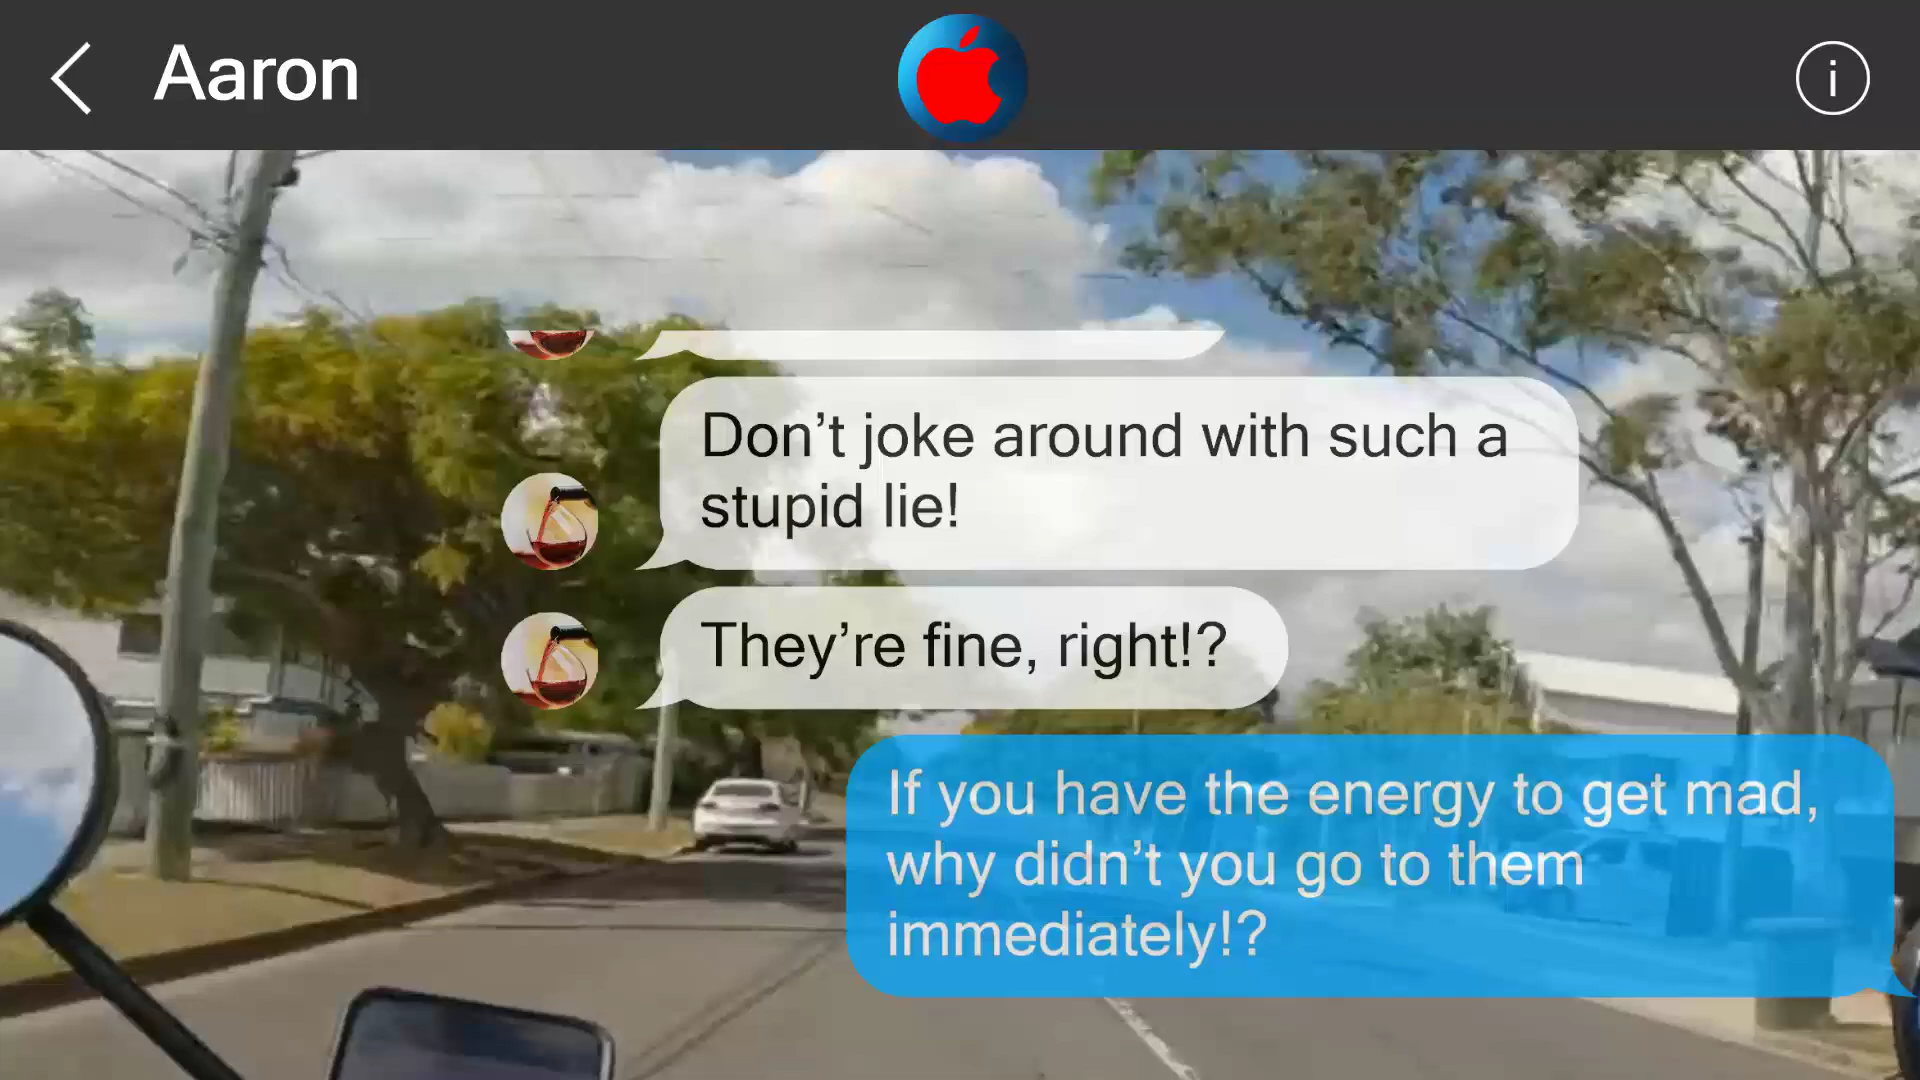 Aaron
i
Don’t joke around with such a
stupid lie!
They’re fine, right!?
If you have the energy to get mad,
why didn’t you go to them
immediately!?